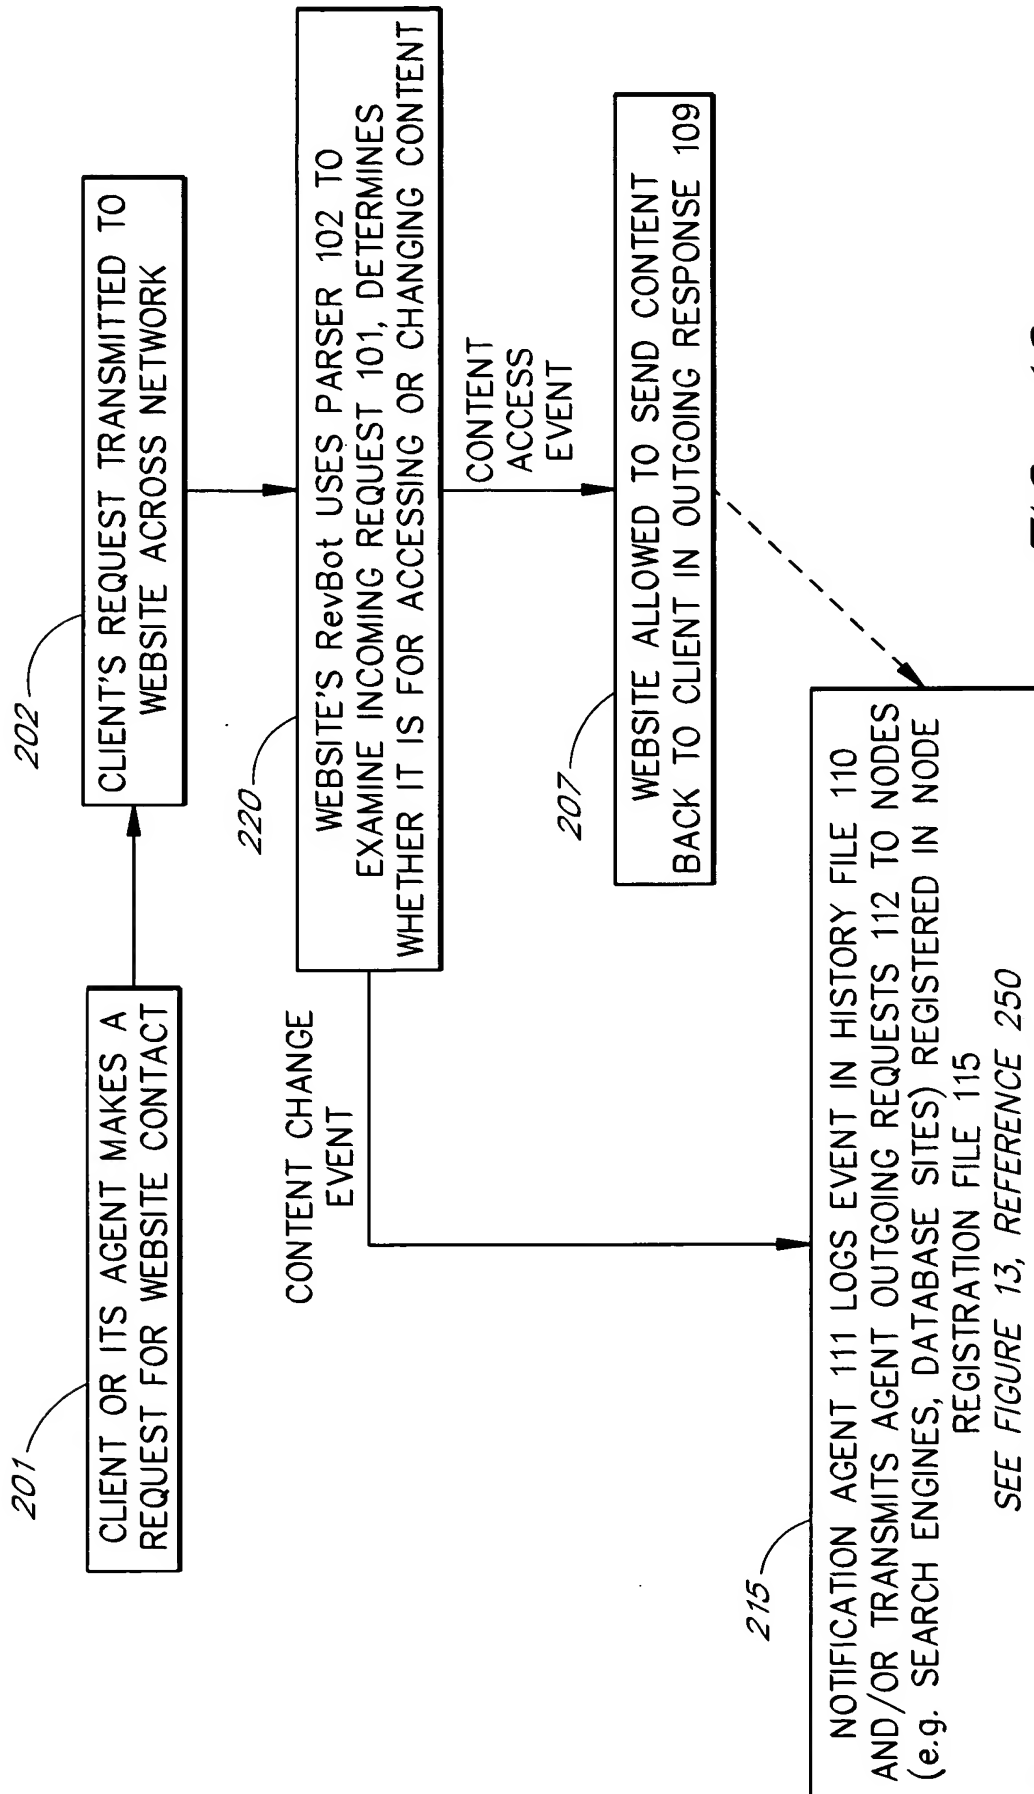 201
CLIENT OR ITS AGENT MAKES A
REQUEST FOR WEBSITE CONTACT
202
CLIENT'S REQUEST TRANSMITTED TO
WEBSITE ACROSS NETWORK
220
WEBSITE'S RevBot USES PARSER 102 TO
EXAMINE INCOMING REQUEST 101, DETERMINES
WHETHER IT IS FOR ACCESSING OR CHANGING CONTENT
CONTENT CHANGE
EVENT
CONTENT
ACCESS
EVENT
207
WEBSITE ALLOWED TO SEND CONTENT
BACK TO CLIENT IN OUTGOING RESPONSE 109
215
NOTIFICATION AGENT 111 LOGS EVENT IN HISTORY FILE 110
AND/OR TRANSMITS AGENT OUTGOING REQUESTS 112 TO NODES
(e.g. SEARCH ENGINES, DATABASE SITES) REGISTERED IN NODE
REGISTRATION FILE 115
SEE FIGURE 13, REFERENCE 250